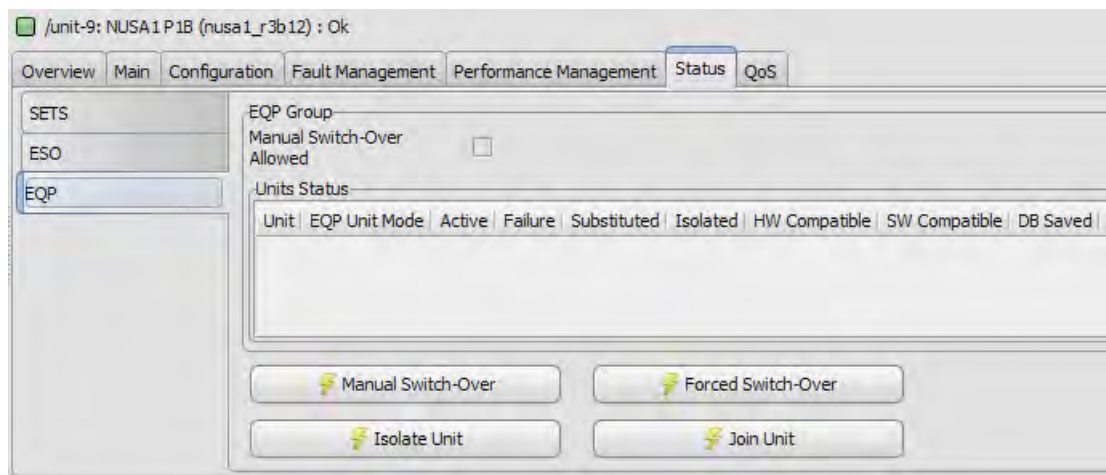 /unit-9: NUSA1 P1B (nusa1_r3b12) : Ok
Overview Main Configuration Fault Management Performance Management Status QoS
SETS
ESO
EQP
EQP Group
Manual Switch-Over
Allowed
Units Status
Unit EQP Unit Mode Active Failure Substituted Isolated HW Compatible SW Compatible DB Saved
Manual Switch-Over Forced Switch-Over
Isolate Unit Join Unit